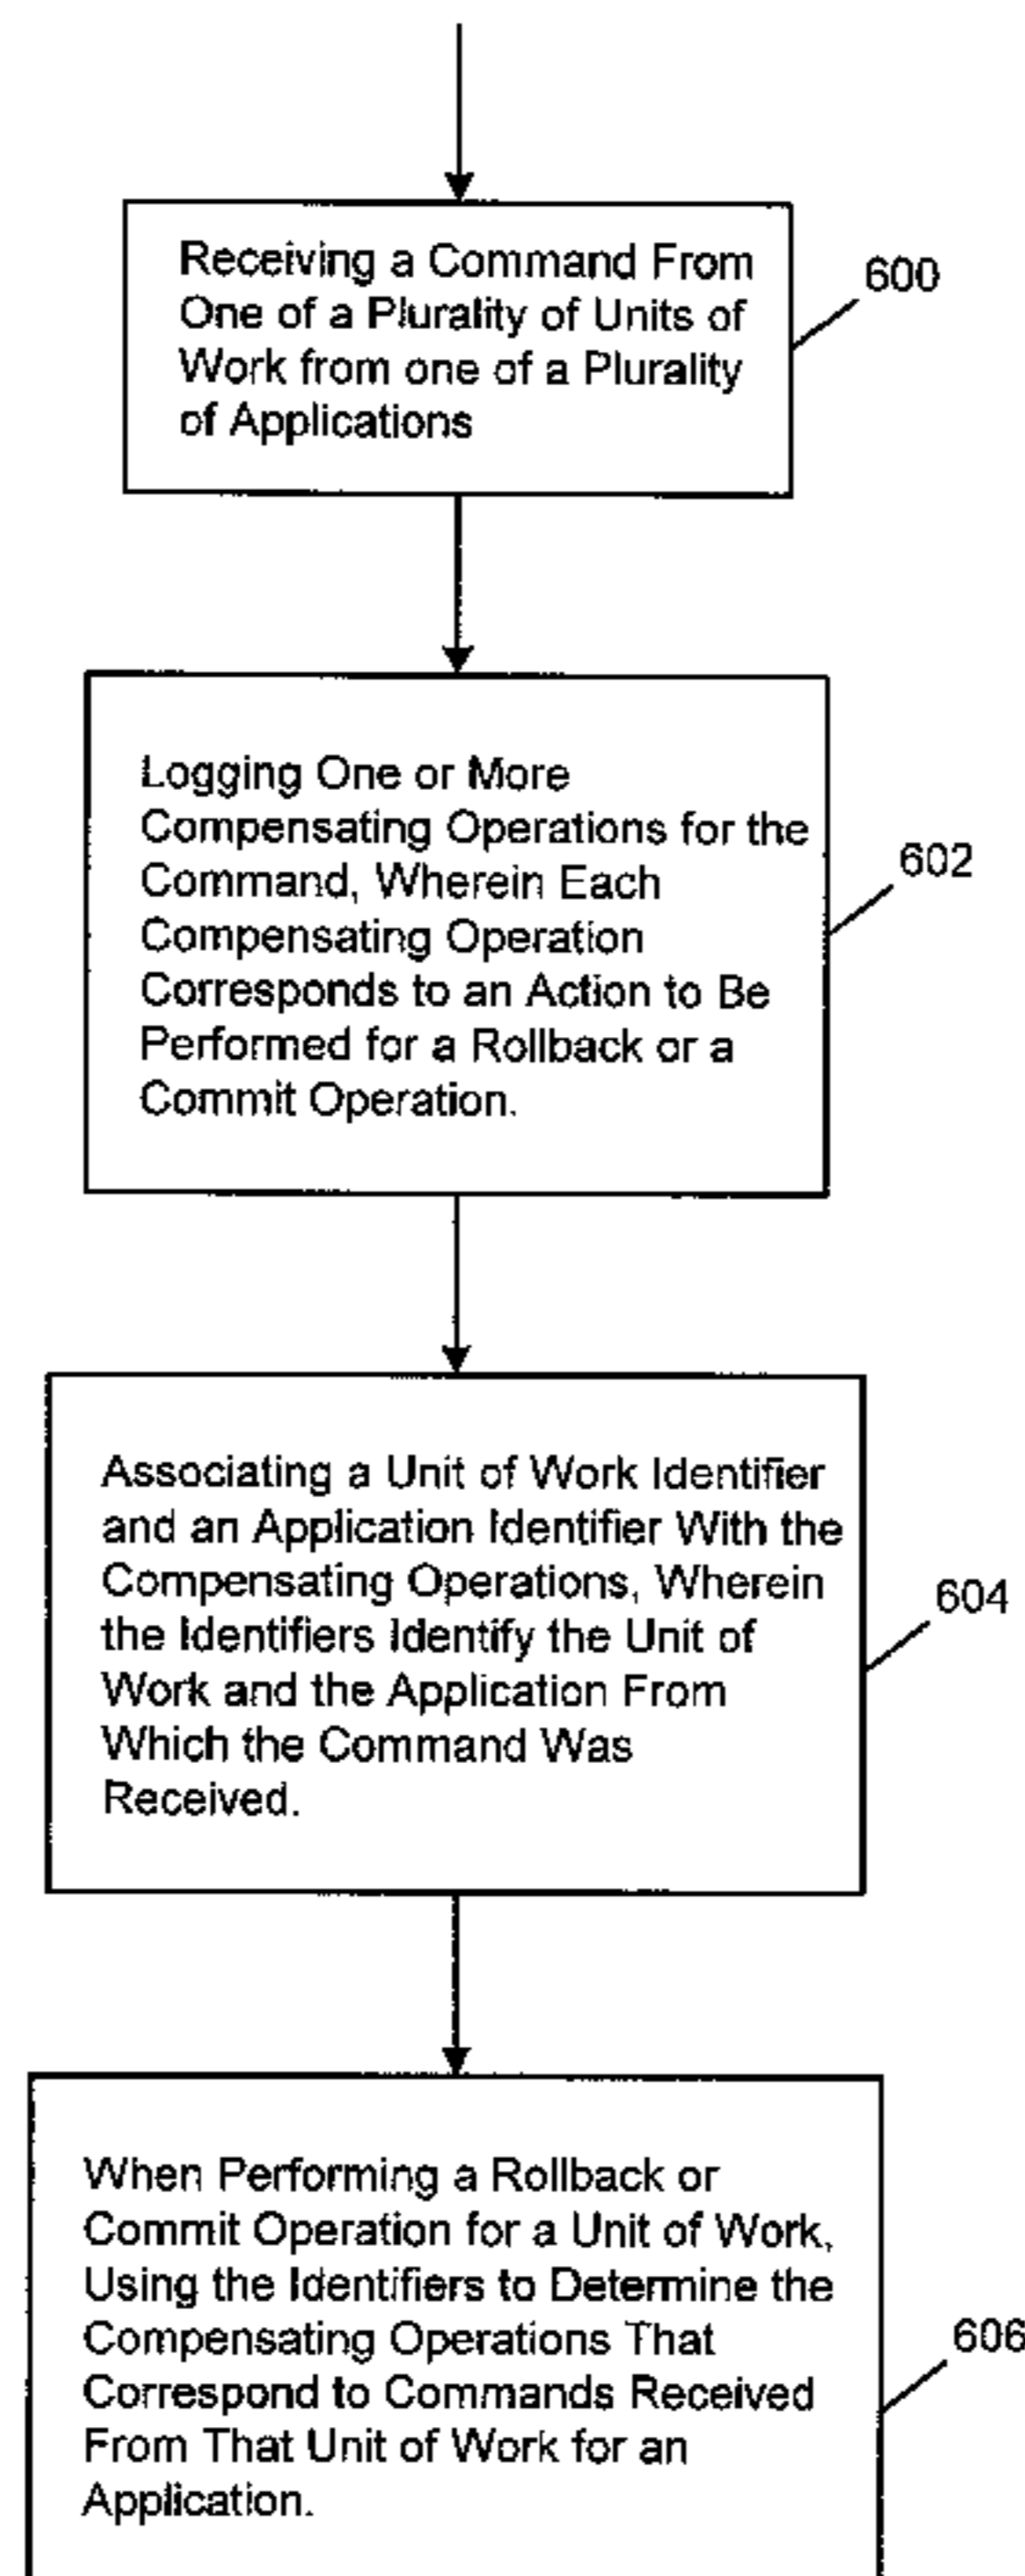 Receiving a Command From
One of a Plurality of Units of
Work from one of a Plurality
of Applications
600
Logging One or More
Compensating Operations for the
Command, Wherein Each
Compensating Operation
Corresponds to an Action to Be
Performed for a Rollback or a
Commit Operation.
602
Associating a Unit of Work Identifier
and an Application Identifier With the
Compensating Operations, Wherein
the Identifiers Identify the Unit of
Work and the Application From
Which the Command Was
Received.
604
When Performing a Rollback or
Commit Operation for a Unit of Work,
Using the Identifiers to Determine the
Compensating Operations That
Correspond to Commands Received
From That Unit of Work for an
Application.
606